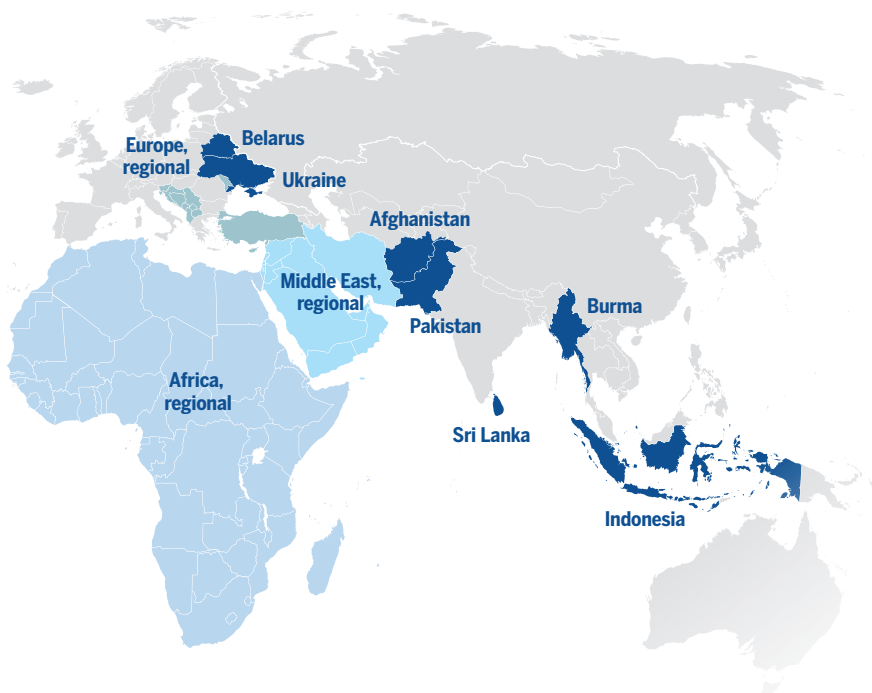 Belarus
Europe,
regional
Ukraine
Afghanistan
Middle East,
regional
Burma
Pakistan
Africa,
regional
Sri Lanka
Indonesia